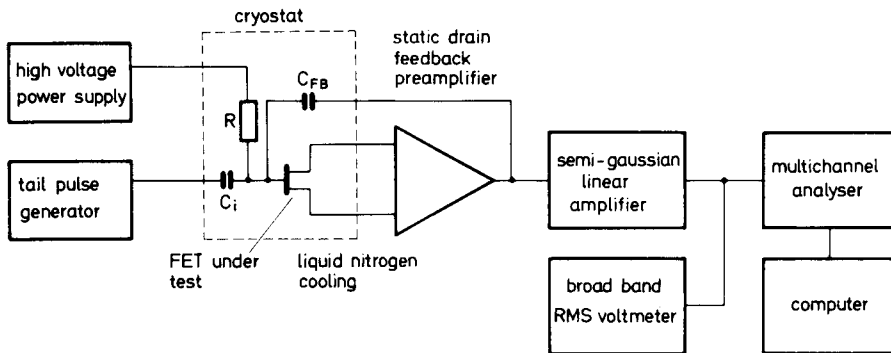 cryostat
static drain
feedback
preamplifier
high voltage
power supply
C_FB
R
tail pulse
generator
C_i
semi-gaussian
linear
amplifier
multichannel
analyser
FET under
test
liquid nitrogen
cooling
broad band
RMS voltmeter
computer